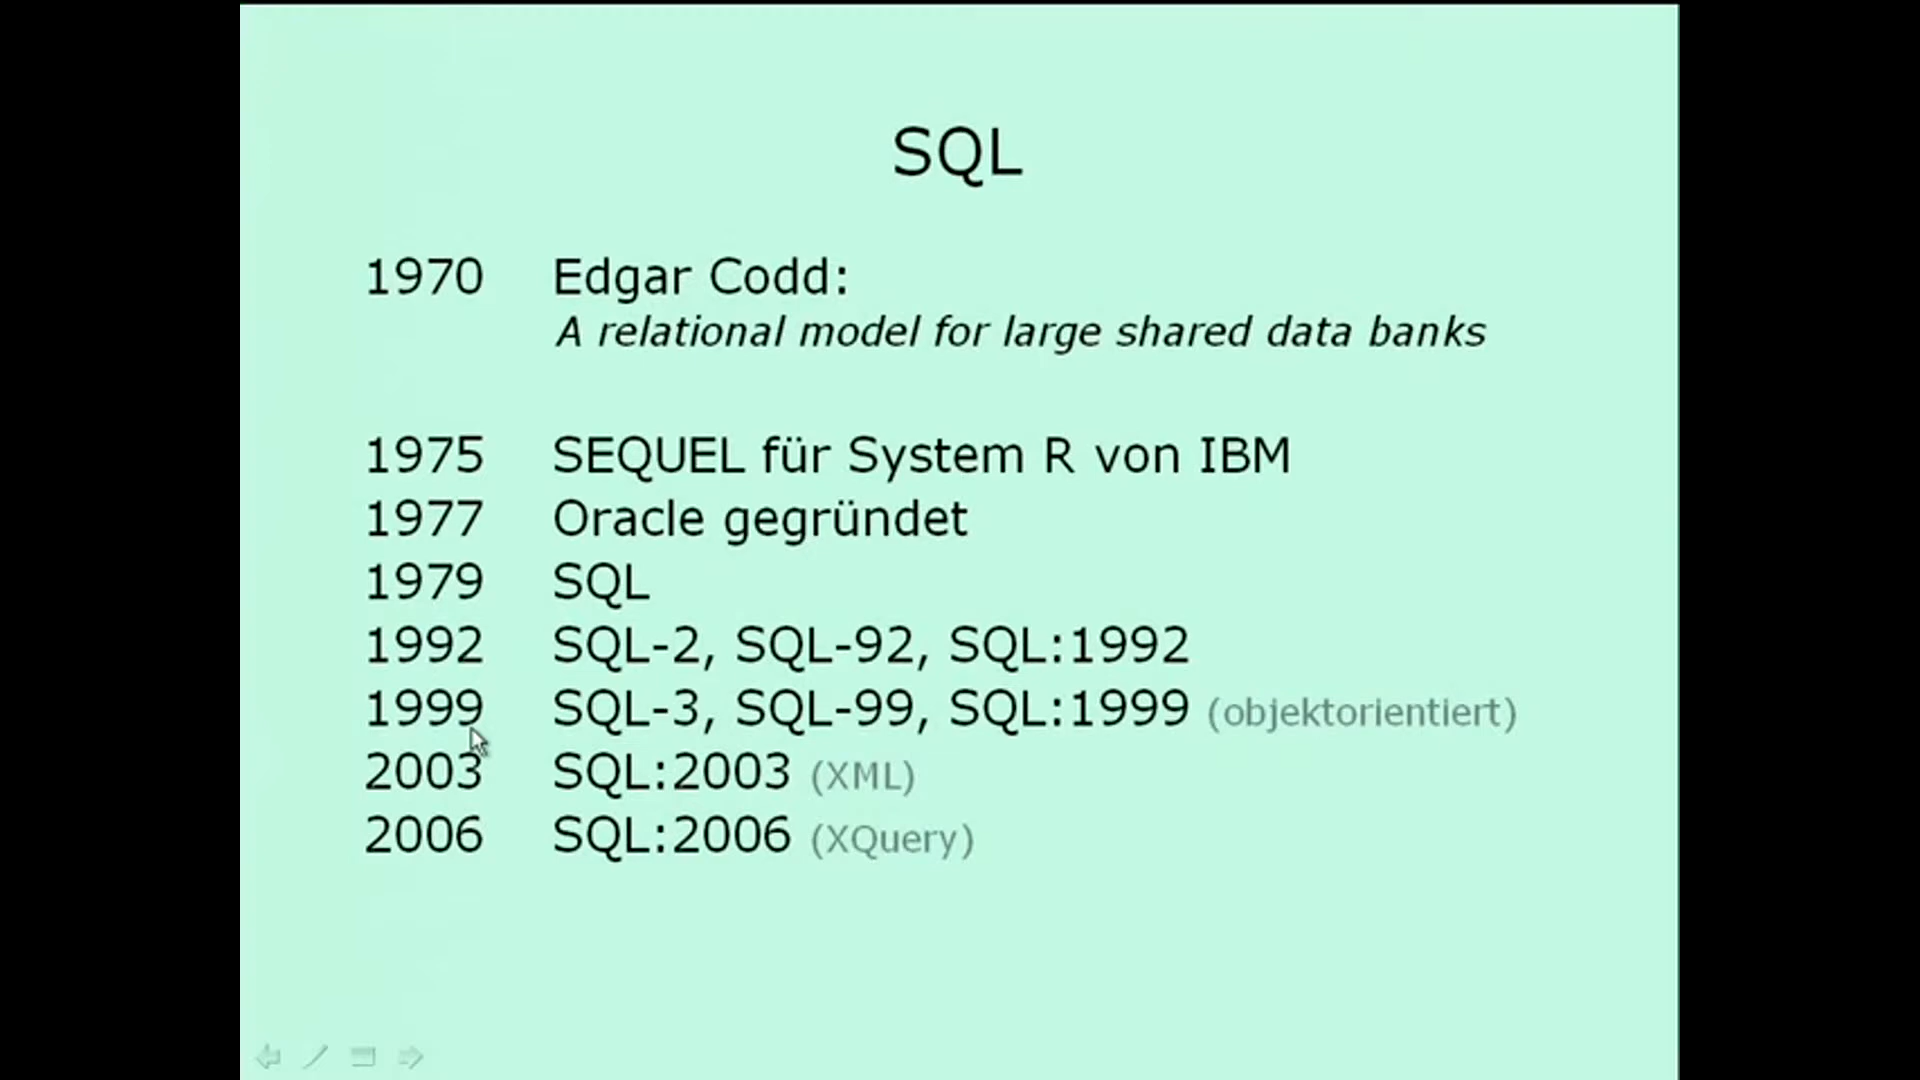 SQL
1970 Edgar Codd:
A relational model for large shared data banks
1975 SEQUEL für System R von IBM
1977 Oracle gegründet
1979 SQL
1992 SQL-2, SQL-92, SQL:1992
1999 SQL-3, SQL-99, SQL:1999 (objektorientiert)
2003 SQL:2003 (XML)
2006 SQL:2006 (XQuery)